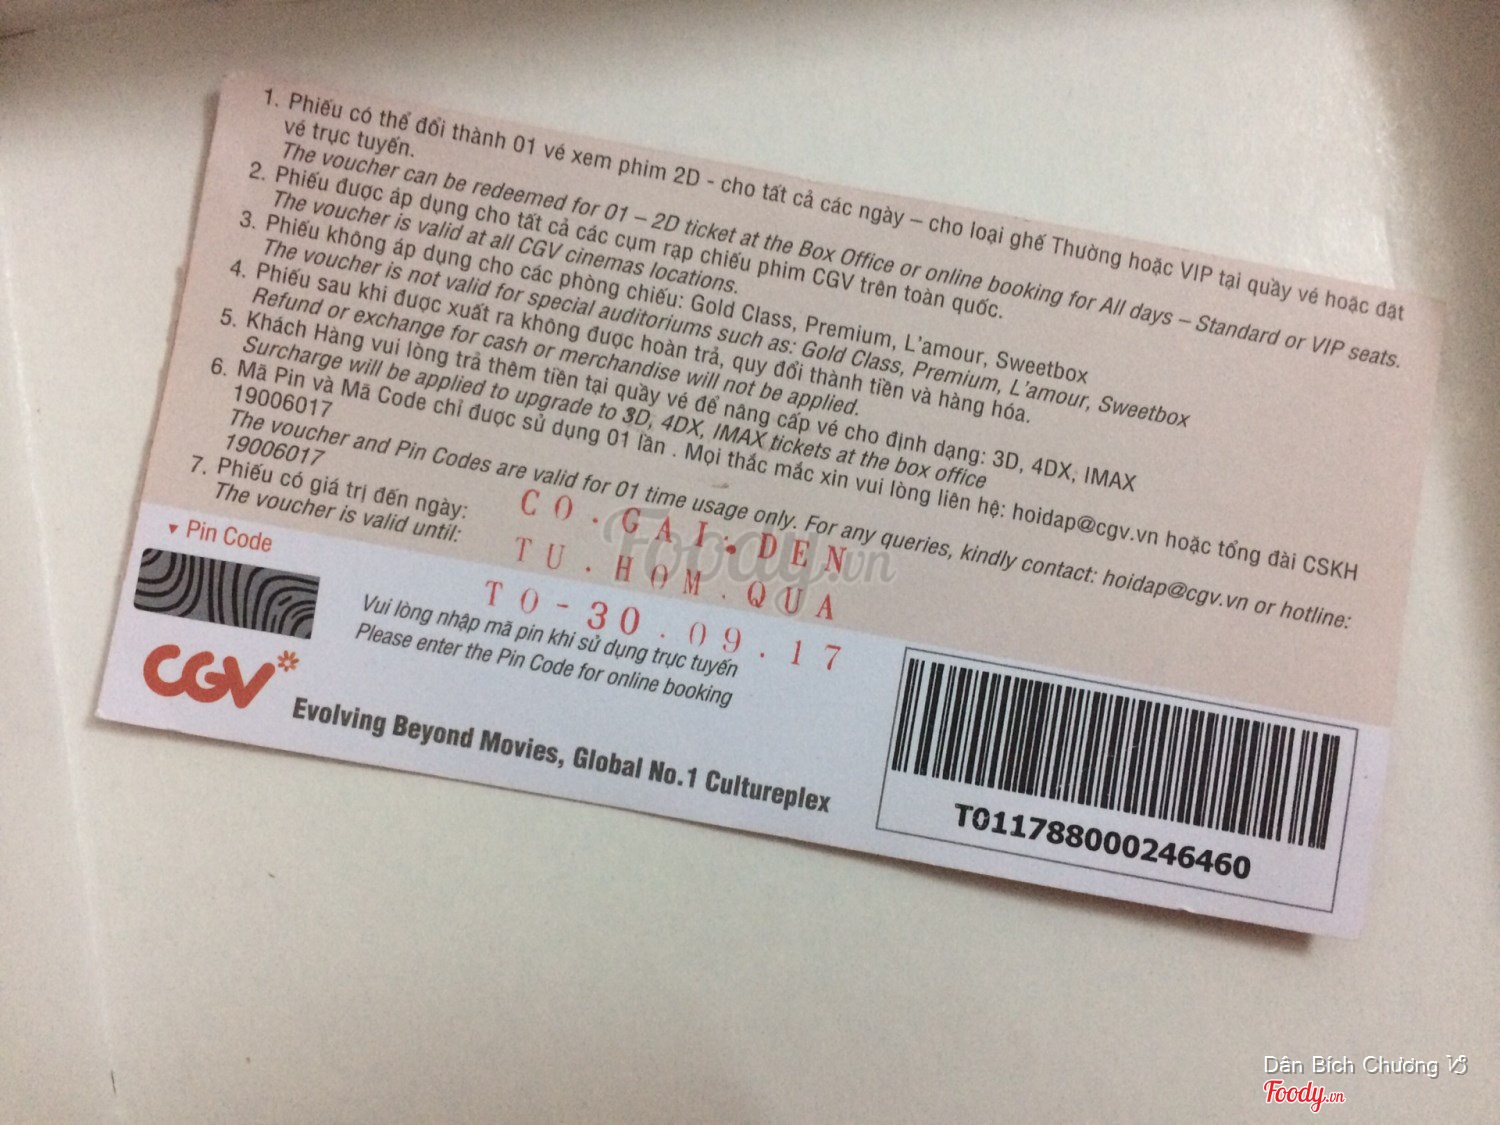 1. Phiếu có thể đổi thành 01 vé xem phim 2D - cho tất cả các ngày – cho loại ghế Thường hoặc VIP tại quầy vé hoặc đặt
vé trực tuyến.
The voucher can be redeemed for 01 – 2D ticket at the Box Office or online booking for All days – Standard or VIP seats.
2. Phiếu được áp dụng cho tất cả các cụm rạp chiếu phim CGV trên toàn quốc.
The voucher is valid at all CGV cinemas locations.
3. Phiếu không áp dụng cho các phòng chiếu: Gold Class, Premium, L'amour, Sweetbox
The voucher is not valid for special auditoriums such as: Gold Class, Premium, L'amour, Sweetbox
4. Phiếu sau khi được xuất ra không được hoàn trả, quy đổi thành tiền và hàng hóa.
Refund or exchange for cash or merchandise will not be applied.
5. Khách Hàng vui lòng trả thêm tiền tại quầy vé để nâng cấp vé cho định dạng: 3D, 4DX, IMAX
Surcharge will be applied to upgrade to 3D, 4DX, IMAX tickets at the box office
6. Mã Pin và Mã Code chỉ được sử dụng 01 lần . Mọi thắc mắc xin vui lòng liên hệ: hoidap@cgv.vn hoặc tổng đài CSKH
19006017
The voucher and Pin Codes are valid for 01 time usage only. For any queries, kindly contact: hoidap@cgv.vn or hotline:
19006017
7. Phiếu có giá trị đến ngày:
The voucher is valid until:
CO.GAI.DEN
TU.HOM.QUA
TO-30.09.17
▼ Pin Code
Vui lòng nhập mã pin khi sử dụng trực tuyến
Please enter the Pin Code for online booking
CGV
Evolving Beyond Movies, Global No.1 Cultureplex
T011788000246460
Foody.vn
Dân Bích Chương
Foody.vn